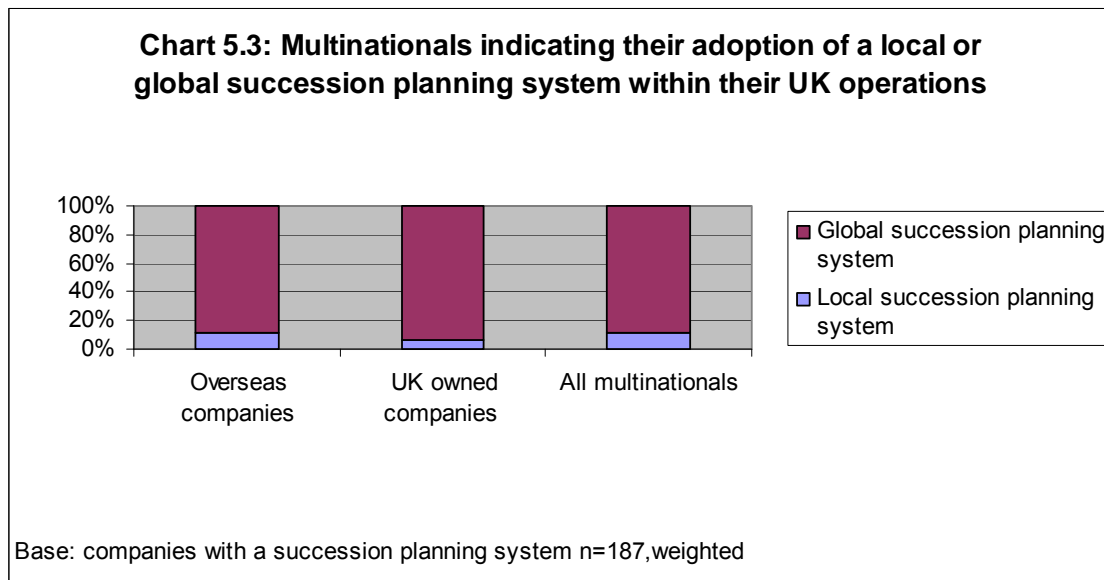 Chart 5.3: Multinationals indicating their adoption of a local or
global succession planning system within their UK operations
100%
80%
60%
40%
20%
0%
Overseas
companies
UK owned
companies
All multinationals
Global succession planning
system
Local succession planning
system
Base: companies with a succession planning system n=187,weighted